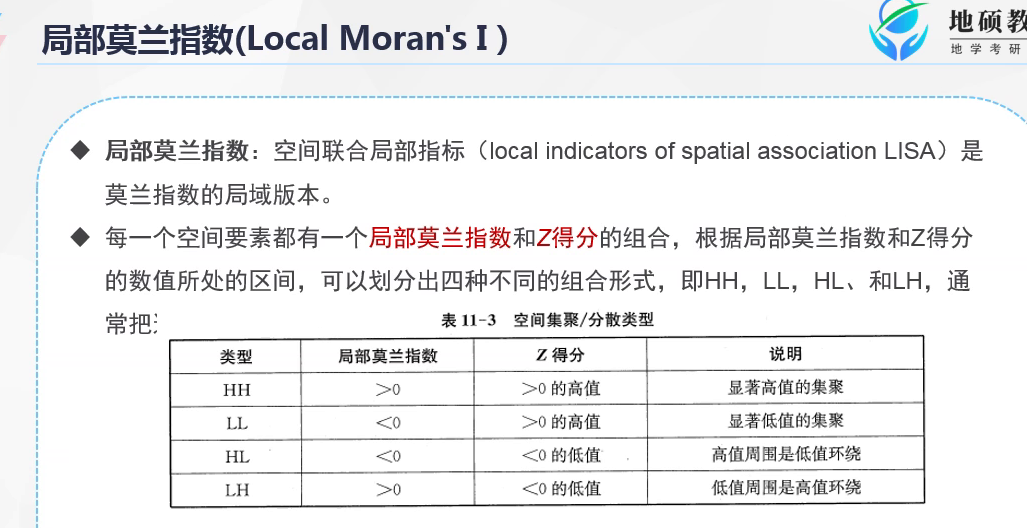 局部莫兰指数(Local Moran's I )
地硕教
地 学 考 研
◆ 局部莫兰指数：空间联合局部指标（local indicators of spatial association LISA）是
莫兰指数的局域版本。
◆ 每一个空间要素都有一个局部莫兰指数和Z得分的组合，根据局部莫兰指数和Z得分
的数值所处的区间，可以划分出四种不同的组合形式，即HH，LL，HL、和LH，通
常把
表 11-3 空间集聚/分散类型
类型 局部莫兰指数 Z 得分 说明
HH >0 >0 的高值 显著高值的集聚
LL <0 >0 的高值 显著低值的集聚
HL <0 <0 的低值 高值周围是低值环绕
LH >0 <0 的低值 低值周围是高值环绕